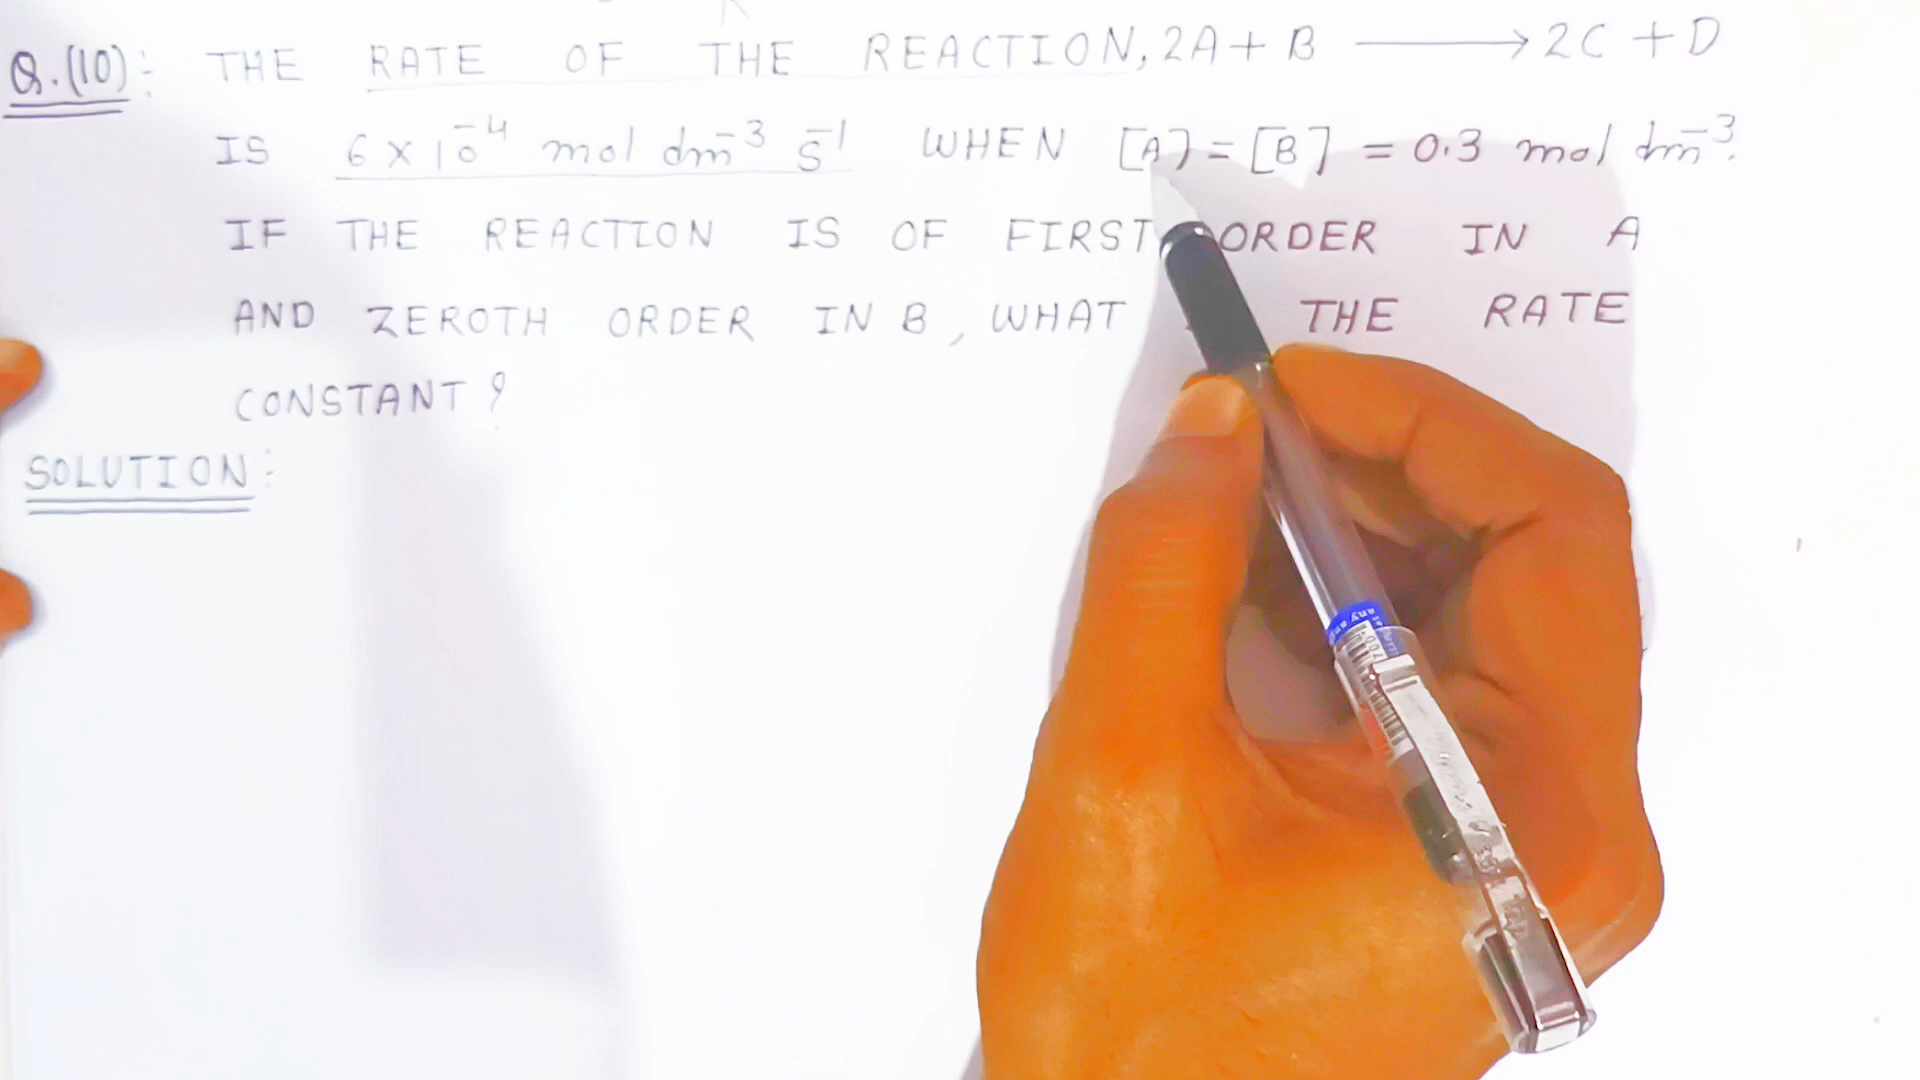 Q.(10):- THE RATE OF THE REACTION, 2A + B ⟶ 2C + D
IS 6 × 10⁻⁴ mol dm⁻³ s⁻¹ WHEN [A] = [B] = 0.3 mol dm⁻³.
IF THE REACTION IS OF FIRST ORDER IN A
AND ZEROTH ORDER IN B, WHAT THE RATE
CONSTANT ?
SOLUTION:-